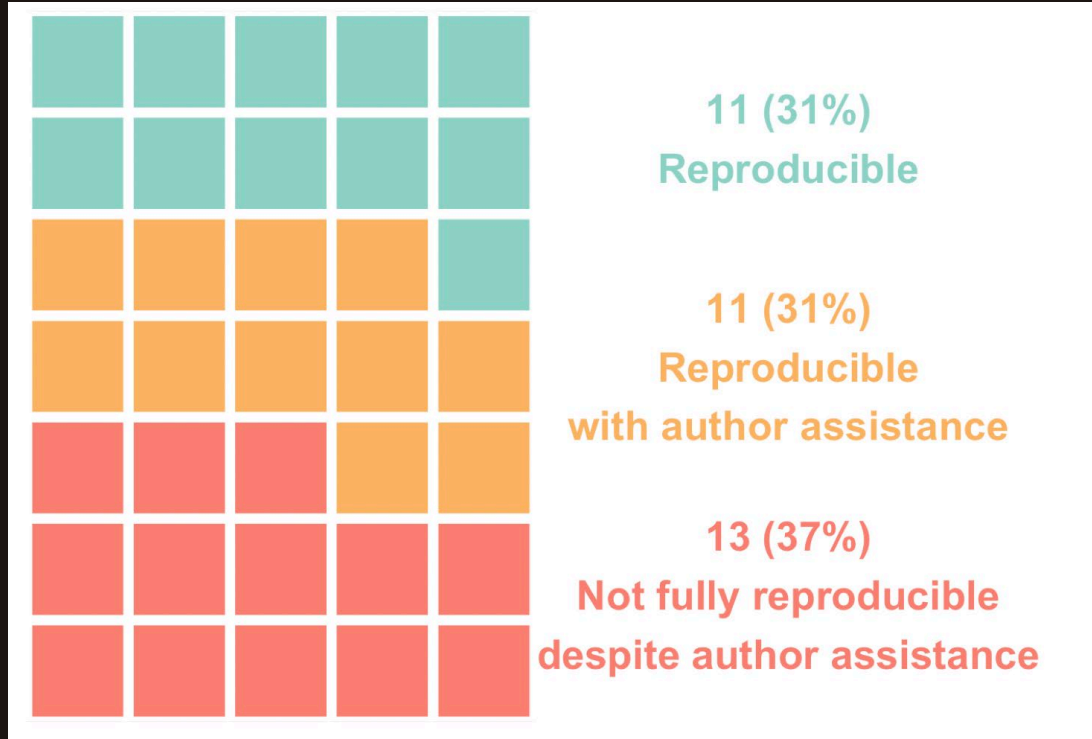 11 (31%)
Reproducible
11 (31%)
Reproducible
with author assistance
13 (37%)
Not fully reproducible
despite author assistance